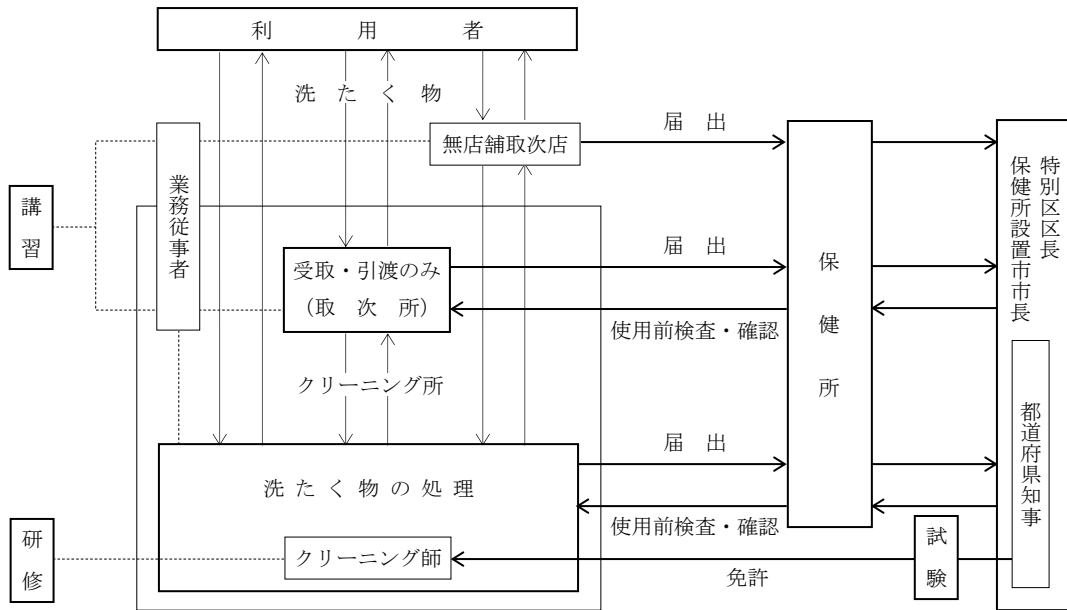 利用者
洗たく物
無店舗取次店
届出
業務従事者
講習
受取・引渡のみ
（取次所）
届出
使用前検査・確認
保健所
特別区区長
保健所設置市市長
クリーニング所
都道府県知事
届出
洗たく物の処理
使用前検査・確認
研修
クリーニング師
免許
試験